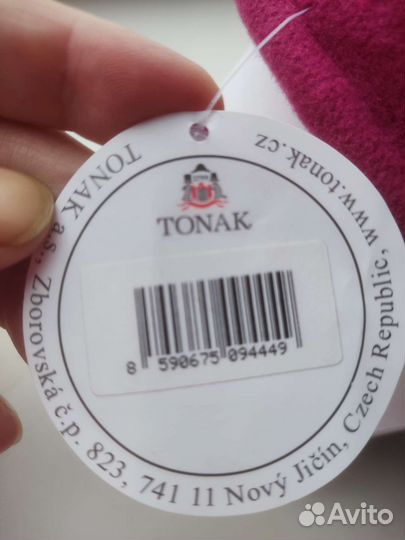 TONAK
8 590675 094449
TONAK a.s., Zborovská č.p. 823, 741 11 Nový Jičín, Czech Republic, www.tonak.cz
Avito